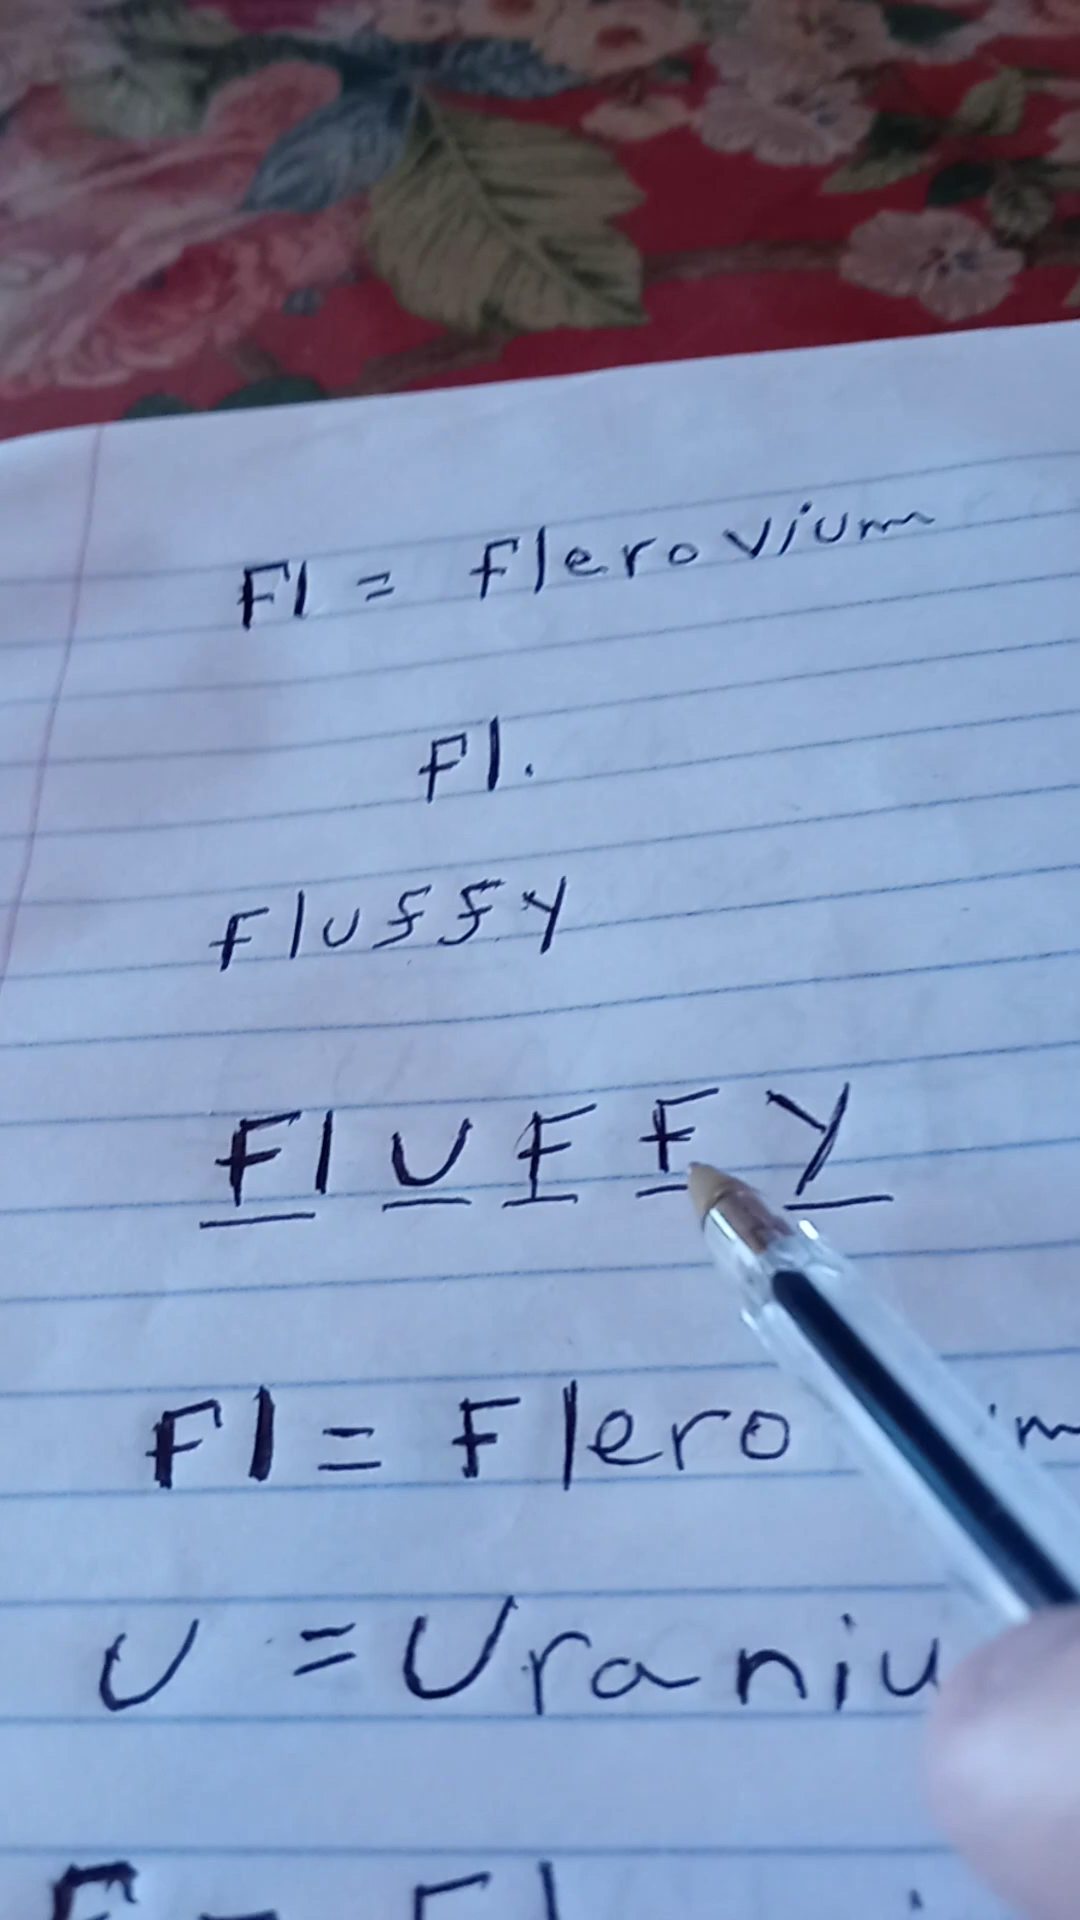 Fl = Flerovium
Fl.
Fluffy
Fl U F F Y
Fl = Flero
U = Uraniu